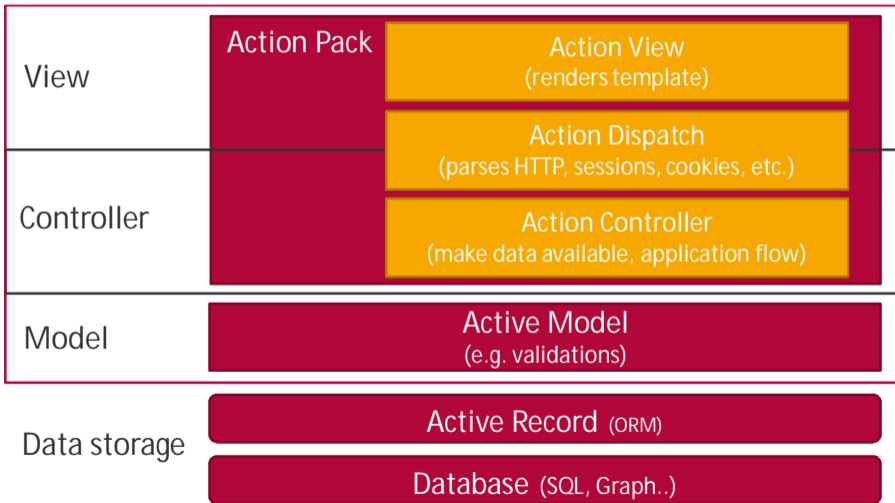 View
Action Pack
Action View
(renders template)
Action Dispatch
(parses HTTP, sessions, cookies, etc.)
Controller
Action Controller
(make data available, application flow)
Model
Active Model
(e.g. validations)
Data storage
Active Record (ORM)
Database (SQL, Graph..)